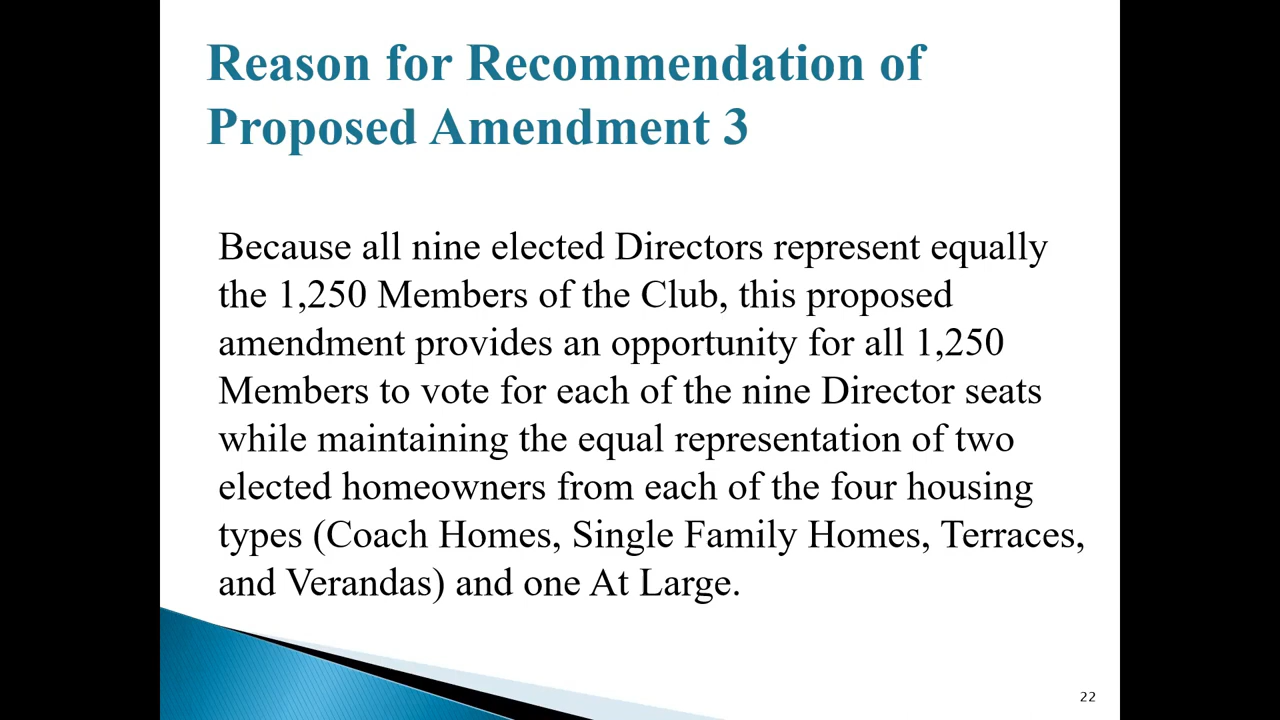 Reason for Recommendation of
Proposed Amendment 3
Because all nine elected Directors represent equally
the 1,250 Members of the Club, this proposed
amendment provides an opportunity for all 1,250
Members to vote for each of the nine Director seats
while maintaining the equal representation of two
elected homeowners from each of the four housing
types (Coach Homes, Single Family Homes, Terraces,
and Verandas) and one At Large.
22